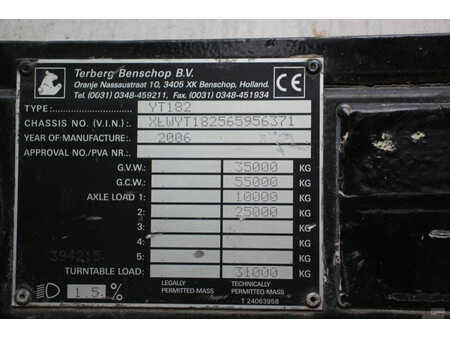 Terberg Benschop B.V.
Oranje Nassaustraat 10, 3405 XK Benschop, Holland.
Tel. (0031) 0348-459211, Fax. (0031) 0348-451934
CE
TYPE: YT182
CHASSIS NO. (V.I.N.): XLWYT182565956371
YEAR OF MANUFACTURE: 2006
APPROVAL NO./PVA NR.:
G.V.W.: 35000 KG
G.C.W.: 55000 KG
AXLE LOAD 1: 10000 KG
2: 25000 KG
3: KG
4: KG
394215 5: KG
TURNTABLE LOAD: 31000 KG
1.5 %
LEGALLY PERMITTED MASS
TECHNICALLY PERMITTED MASS
T 24063958